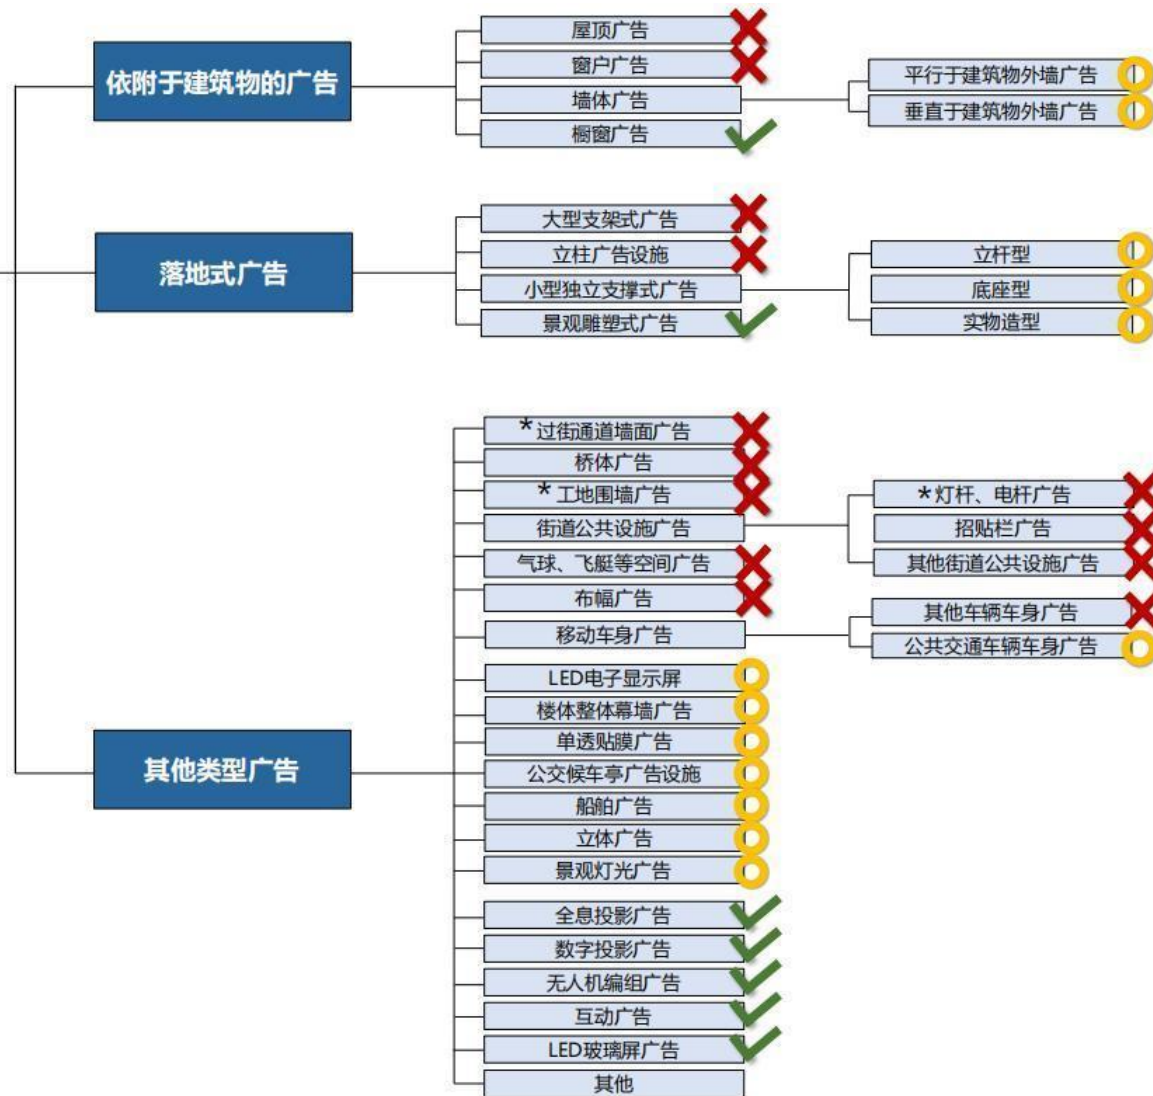 依附于建筑物的广告
屋顶广告
窗户广告
墙体广告
平行于建筑物外墙广告
垂直于建筑物外墙广告
橱窗广告
落地式广告
大型支架式广告
立柱广告设施
小型独立支撑式广告
立杆型
底座型
实物造型
景观雕塑式广告
其他类型广告
*过街通道墙面广告
桥体广告
*工地围墙广告
街道公共设施广告
*灯杆、电杆广告
招贴栏广告
其他街道公共设施广告
气球、飞艇等空间广告
布幅广告
移动车身广告
其他车辆车身广告
公共交通车辆车身广告
LED电子显示屏
楼体整体幕墙广告
单透贴膜广告
公交候车亭广告设施
船舶广告
立体广告
景观灯光广告
全息投影广告
数字投影广告
无人机编组广告
互动广告
LED玻璃屏广告
其他